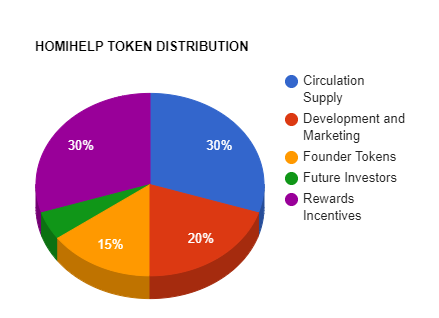 HOMIHELP TOKEN DISTRIBUTION
30%
30%
15%
20%
Circulation
Supply
Development and
Marketing
Founder Tokens
Future Investors
Rewards
Incentives